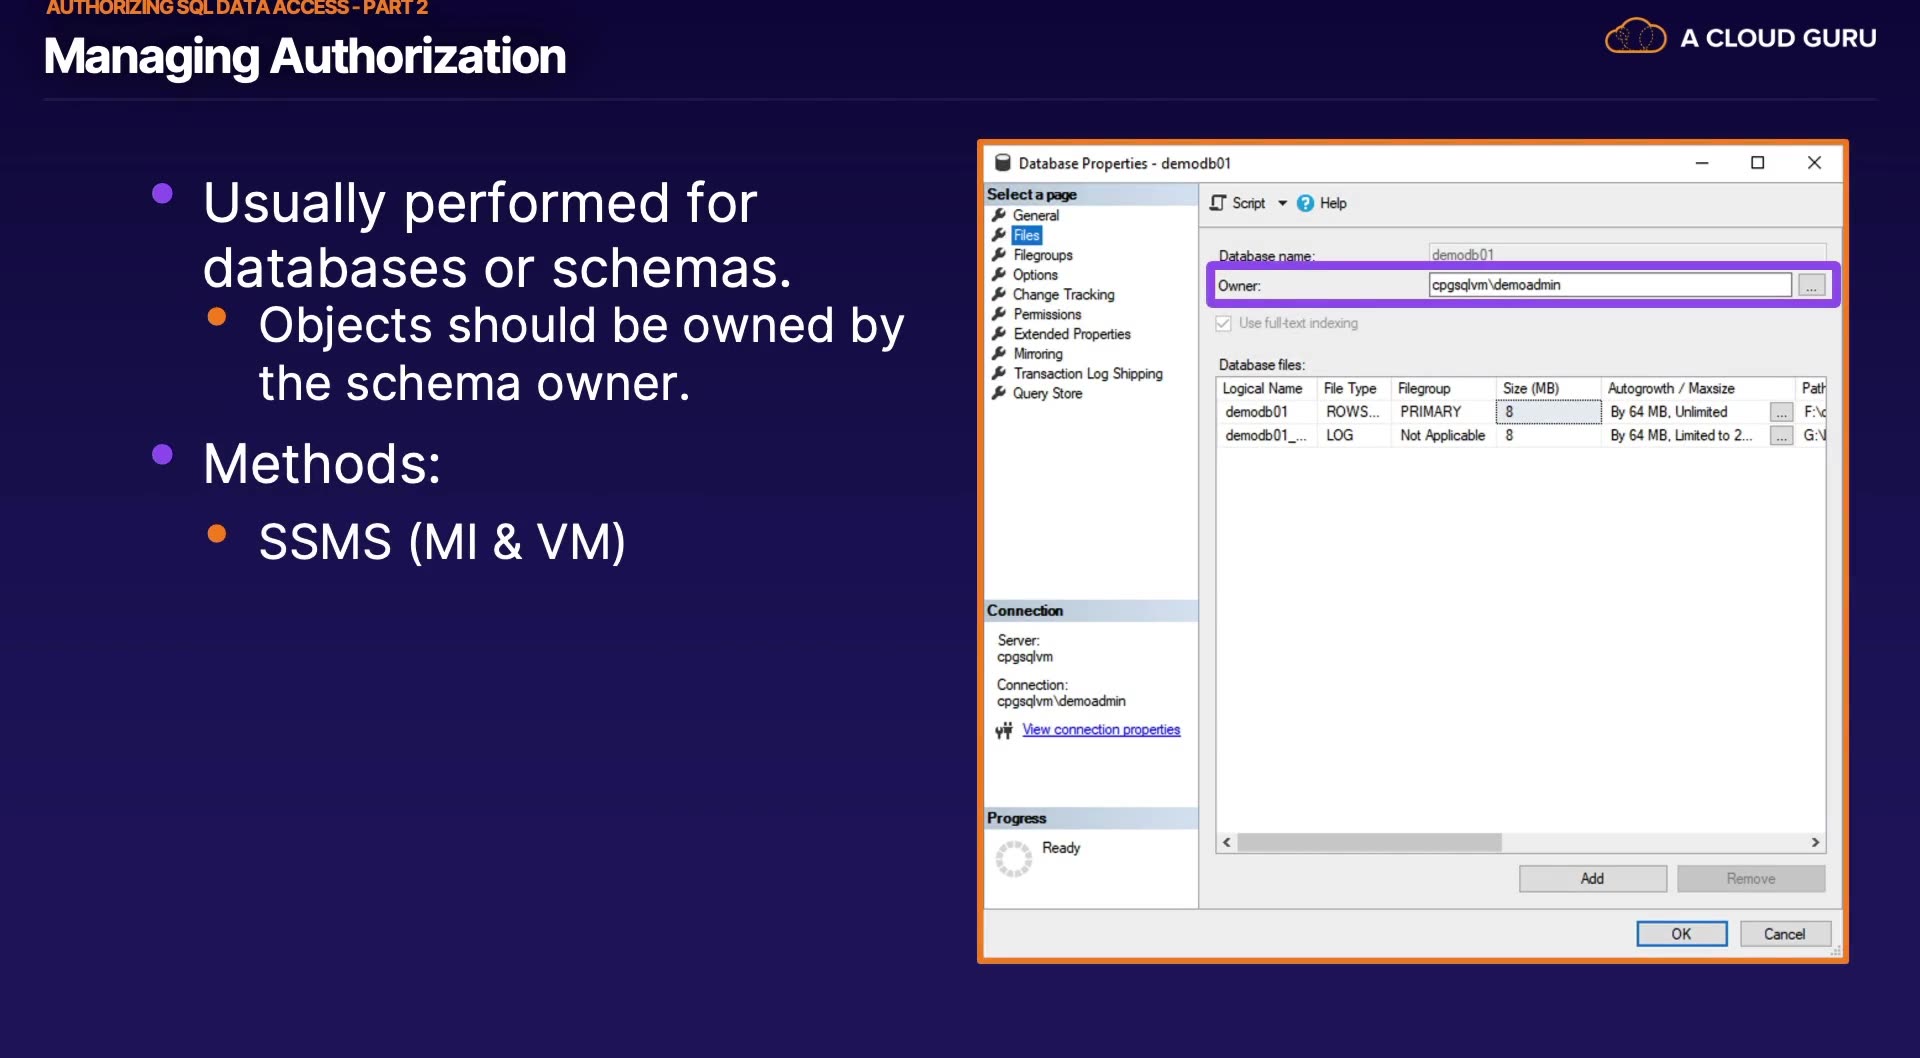 AUTHORIZING SQL DATA ACCESS - PART 2
Managing Authorization
A CLOUD GURU
Usually performed for
databases or schemas.
Objects should be owned by
the schema owner.
Methods:
SSMS (MI & VM)
Database Properties - demodb01
Select a page
General
Files
Filegroups
Options
Change Tracking
Permissions
Extended Properties
Mirroring
Transaction Log Shipping
Query Store
Connection
Server:
cpgsqlvm
Connection:
cpgsqlvm\demoadmin
View connection properties
Progress
Ready
Script Help
Database name: demodb01
Owner: cpgsqlvm\demoadmin ...
Use full-text indexing
Database files:
Logical Name File Type Filegroup Size (MB) Autogrowth / Maxsize Path
demodb01 ROWS... PRIMARY 8 By 64 MB, Unlimited ... F:\
demodb01_... LOG Not Applicable 8 By 64 MB, Limited to 2... ... G:\
Add Remove
OK Cancel